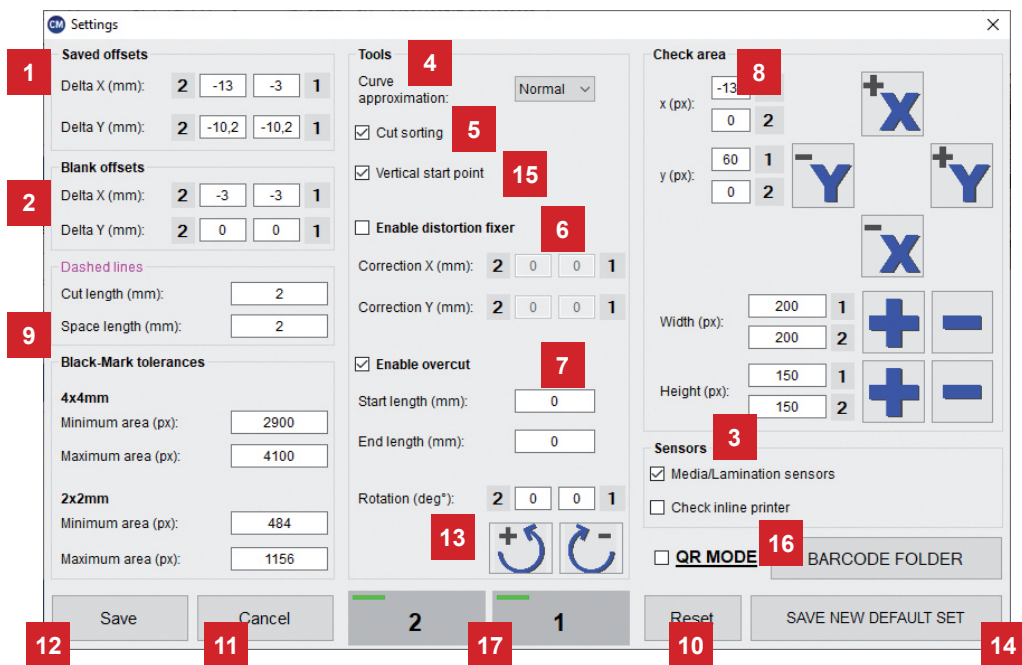 CM Settings
Saved offsets
1
Delta X (mm): 2 -13 -3 1
Delta Y (mm): 2 -10,2 -10,2 1
Blank offsets
2
Delta X (mm): 2 -3 -3 1
Delta Y (mm): 2 0 0 1
Dashed lines
Cut length (mm): 2
Space length (mm): 2
9
Black-Mark tolerances
4x4mm
Minimum area (px): 2900
Maximum area (px): 4100
2x2mm
Minimum area (px): 484
Maximum area (px): 1156
Tools
4
Curve
approximation: Normal
Cut sorting 5
Vertical start point 15
Enable distortion fixer 6
Correction X (mm): 2 0 0 1
Correction Y (mm): 2 0 0 1
Enable overcut 7
Start length (mm): 0
End length (mm): 0
Rotation (deg°): 2 0 0 1
13 + -
Check area
8
x (px): -13
0 2
y (px): 60 1
0 2
+X
-Y +Y
-X
Width (px): 200 1
200 2
+ -
Height (px): 150 1
150 2
+ -
3
Sensors
Media/Lamination sensors
Check inline printer
QR MODE 16 BARCODE FOLDER
Save Cancel 2 1 Reset SAVE NEW DEFAULT SET
12 11 17 10 14